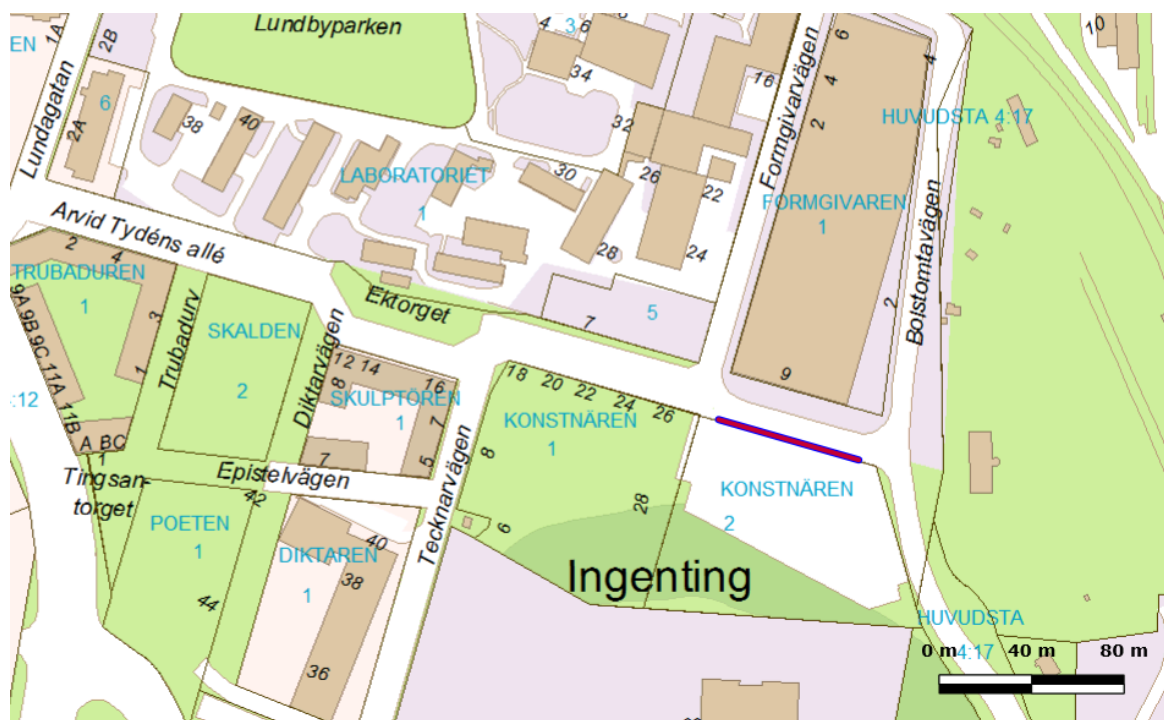 Lundbyparken
Lundagatan
EN
1A
2B
6
2A
38
40
4
6
3
34
32
16
6
4
4
2
10
HUVUDSTA 4:17
Formgivarvägen
LABORATORIET
1
30
26
22
28
24
FORMGIVAREN
1
Bolstomtavägen
2
Arvid Tydéns allé
2
4
TRUBADUREN
1
9A
9B
9C
11A
11B
3
1
Trubadurv
SKALDEN
2
Ektorget
7
5
9
Diktarvägen
12
14
16
8
SKULPTÖREN
1
7
5
7
18
20
22
24
26
KONSTNÄREN
1
8
28
6
KONSTNÄREN
2
:12
A
BC
1
Tingsan-
torget
Epistelvägen
42
Tecknarvägen
POETEN
1
44
40
DIKTAREN
1
38
36
Ingenting
HUVUDSTA
4:17
0 m
40 m
80 m